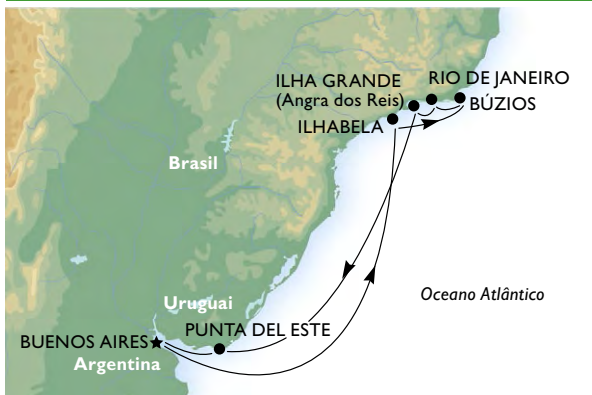 ILHA GRANDE
(Angra dos Reis)
RIO DE JANEIRO
BÚZIOS
ILHABELA
Brasil
Oceano Atlântico
Uruguai
PUNTA DEL ESTE
BUENOS AIRES
Argentina